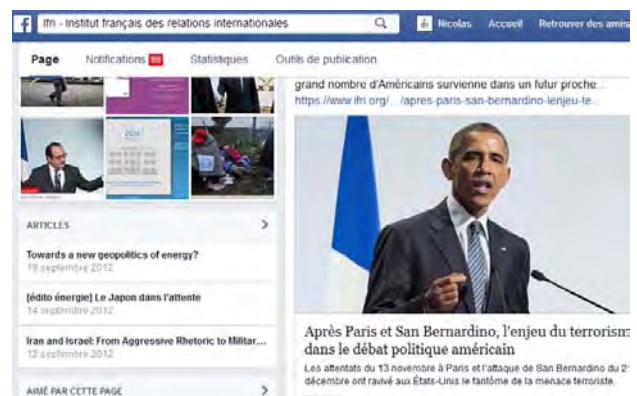 Ifri - Institut français des relations internationales
Nicolas Accueil Retrouver des amis
Page Notifications Statistiques Outils de publication
grand nombre d'Américains survienne dans un futur proche...
https://www.ifri.org/.../apres-paris-san-bernardino-lenjeu-te...
ARTICLES
Towards a new geopolitics of energy?
19 septembre 2012
[édito énergie] Le Japon dans l'attente
14 septembre 2012
Iran and Israel: From Aggressive Rhetoric to Militar...
12 septembre 2012
AIMÉ PAR CETTE PAGE
Après Paris et San Bernardino, l'enjeu du terrorism
dans le débat politique américain
Les attentats du 13 novembre à Paris et l'attaque de San Bernardino du 2
décembre ont ravivé aux États-Unis le fantôme de la menace terroriste.